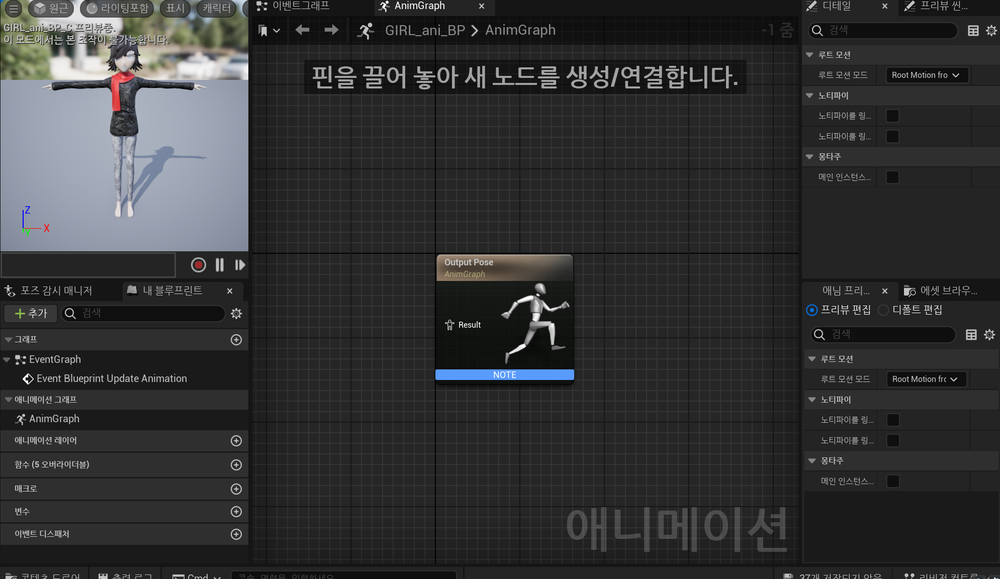 원근
라이팅포함
표시
캐릭터
GIRL_ani_BP_C 프리뷰중.
이 모드에서는 본 조작이 불가능합니다.
Z
X
Y
포즈 감시 매니저
내 블루프린트
추가
검색
그래프
EventGraph
Event Blueprint Update Animation
애니메이션 그래프
AnimGraph
애니메이션 레이어
함수 (5 오버라이더블)
매크로
변수
이벤트 디스패처
이벤트그래프
AnimGraph
GIRL_ani_BP
AnimGraph
-1 줌
핀을 끌어 놓아 새 노드를 생성/연결합니다.
Output Pose
AnimGraph
Result
NOTE
애니메이션
디테일
프리뷰 씬...
검색
루트 모션
루트 모션 모드
Root Motion fro
노티파이
노티파이를 링...
노티파이를 링...
몽타주
메인 인스턴스...
애님 프리...
에셋 브라우...
프리뷰 편집
디폴트 편집
검색
루트 모션
루트 모션 모드
Root Motion frc
노티파이
노티파이를 링...
노티파이를 링...
몽타주
메인 인스턴스...
콘텐츠 드로어
출력 로그
Cmd
콘솔 명령을 입력하세요
37개 저장되지 않음
리비전 컨트롤